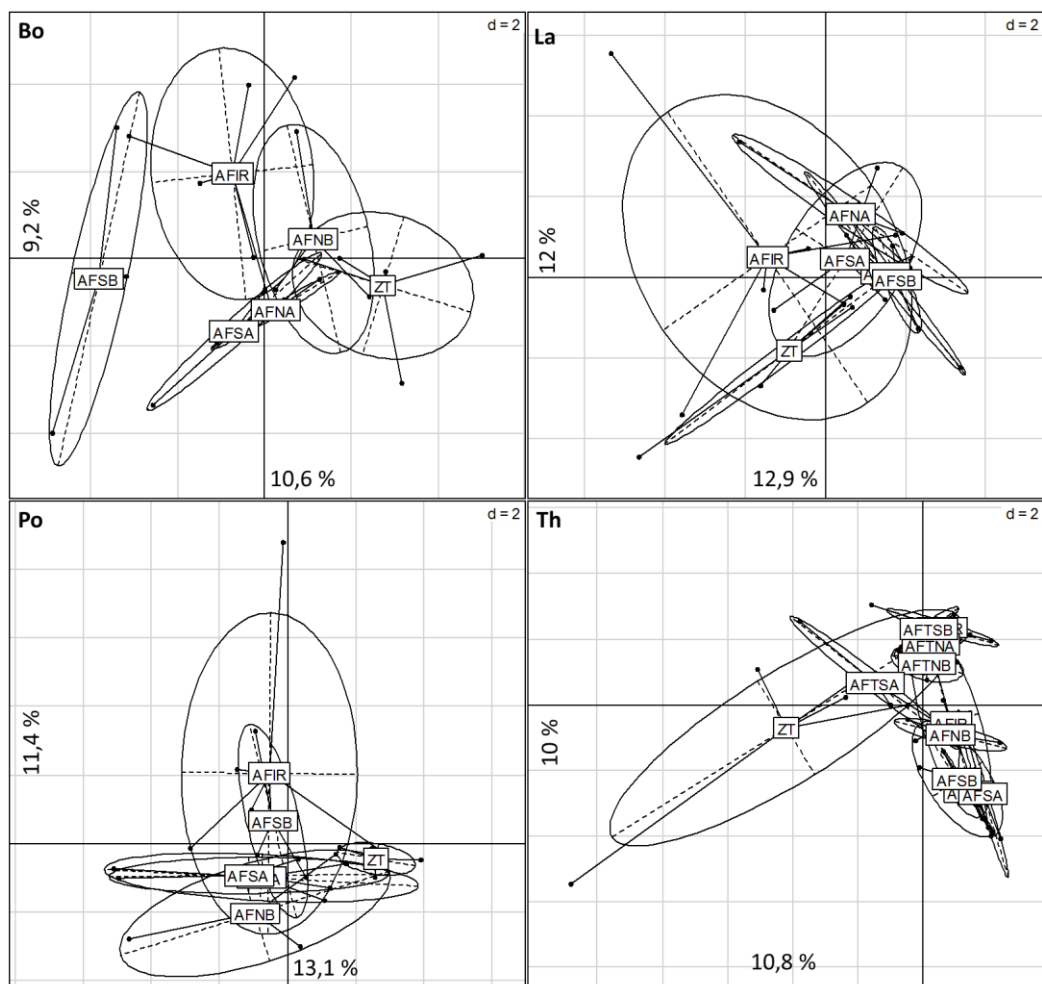 Bo
d = 2
AFIR
AFNB
AFSB
ZT
AFNA
AFSA
9,2 %
10,6 %
La
d = 2
AFNA
AFIR
AFSA
AFSB
ZT
12 %
12,9 %
Po
d = 2
AFIR
AFSB
ZT
AFSA
AFNB
11,4 %
13,1 %
Th
d = 2
AFTSB
AFTNA
AFTNB
AFTSA
ZT
AFIR
AFNB
AFSB
AFSA
10 %
10,8 %